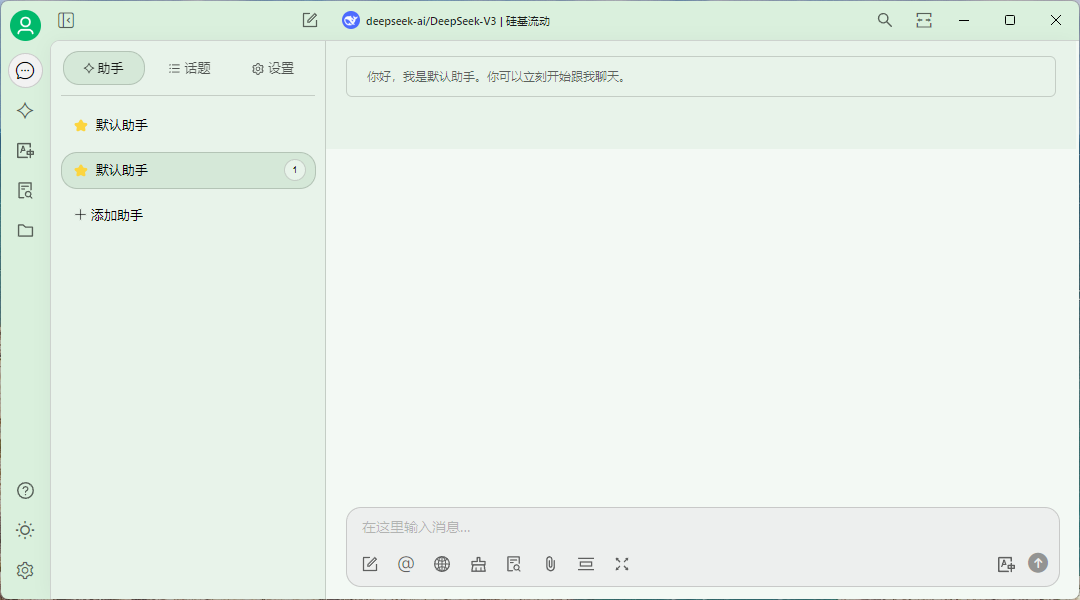 deepseek-ai/DeepSeek-V3 | 硅基流动
助手
话题
设置
你好，我是默认助手。你可以立刻开始跟我聊天。
默认助手
默认助手
1
添加助手
在这里输入消息...